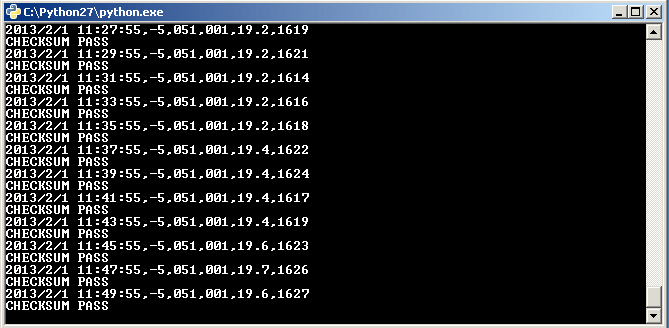 C:\Python27\python.exe
2013/2/1 11:27:55,-5,051,001,19.2,1619
CHECKSUM PASS
2013/2/1 11:29:55,-5,051,001,19.2,1621
CHECKSUM PASS
2013/2/1 11:31:55,-5,051,001,19.2,1614
CHECKSUM PASS
2013/2/1 11:33:55,-5,051,001,19.2,1616
CHECKSUM PASS
2013/2/1 11:35:55,-5,051,001,19.2,1618
CHECKSUM PASS
2013/2/1 11:37:55,-5,051,001,19.4,1622
CHECKSUM PASS
2013/2/1 11:39:55,-5,051,001,19.4,1624
CHECKSUM PASS
2013/2/1 11:41:55,-5,051,001,19.4,1617
CHECKSUM PASS
2013/2/1 11:43:55,-5,051,001,19.4,1619
CHECKSUM PASS
2013/2/1 11:45:55,-5,051,001,19.6,1623
CHECKSUM PASS
2013/2/1 11:47:55,-5,051,001,19.7,1626
CHECKSUM PASS
2013/2/1 11:49:55,-5,051,001,19.6,1627
CHECKSUM PASS